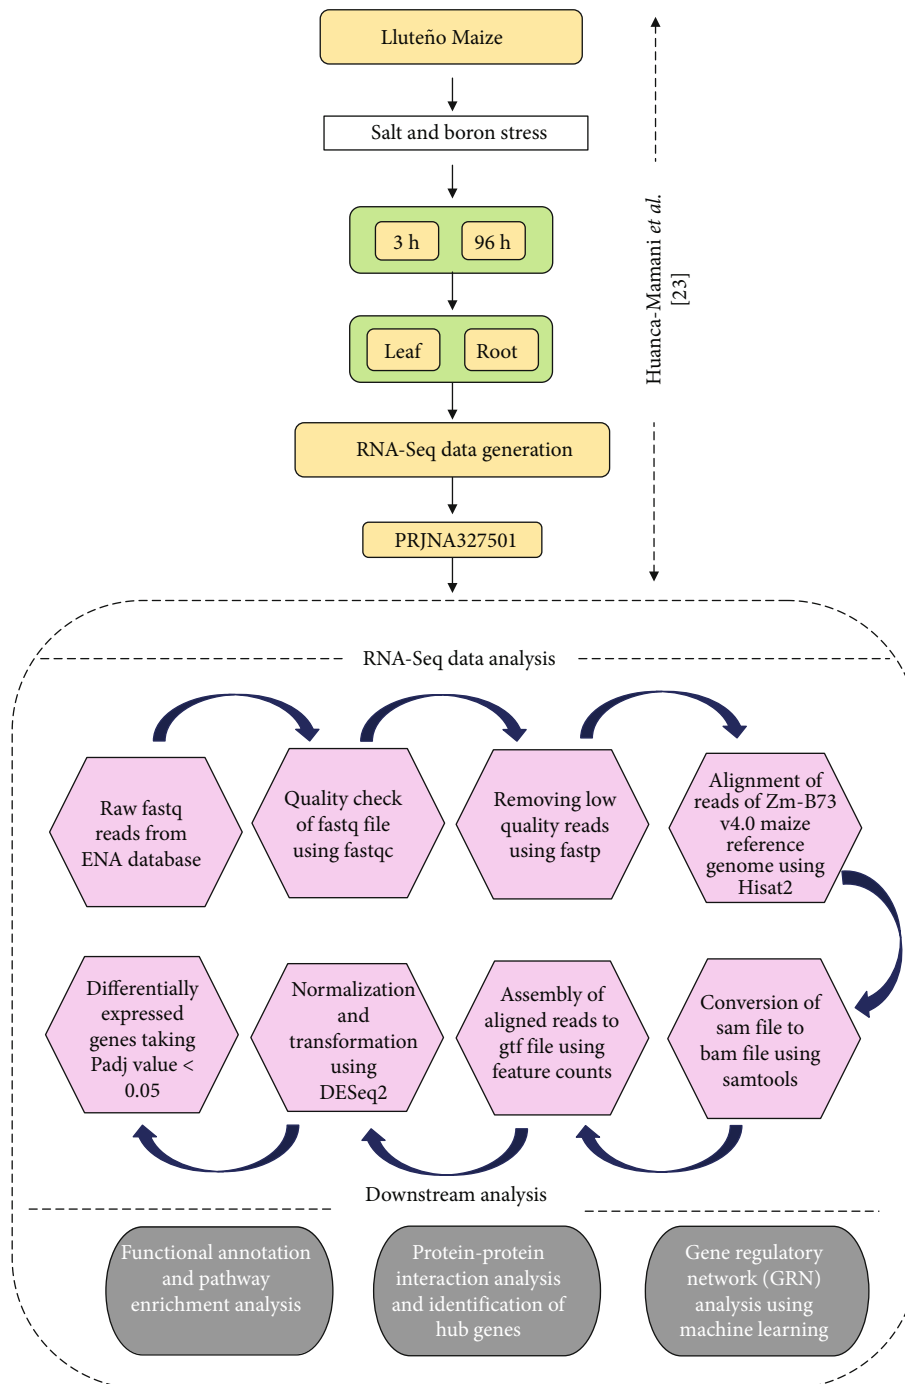 Lluteño Maize
Salt and boron stress
3 h
96 h
Leaf
Root
RNA-Seq data generation
PRJNA327501
Huanca-Mamani et al.
[23]
RNA-Seq data analysis
Raw fastq
reads from
ENA database
Quality check
of fastq file
using fastqc
Removing low
quality reads
using fastp
Alignment of
reads of Zm-B73
v4.0 maize
reference
genome using
Hisat2
Conversion of
sam file to
bam file using
samtools
Assembly of
aligned reads to
gtf file using
feature counts
Normalization
and
transformation
using
DESeq2
Differentially
expressed
genes taking
Padj value <
0.05
Downstream analysis
Functional annotation
and pathway
enrichment analysis
Protein-protein
interaction analysis
and identification of
hub genes
Gene regulatory
network (GRN)
analysis using
machine learning